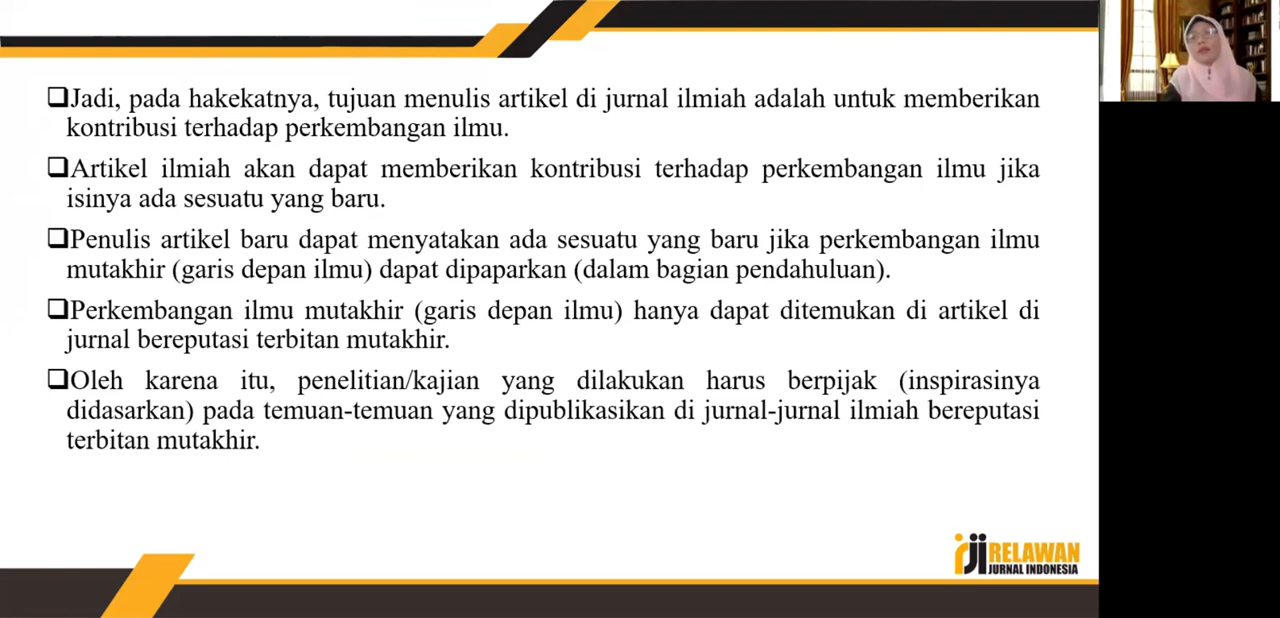 Jadi, pada hakekatnya, tujuan menulis artikel di jurnal ilmiah adalah untuk memberikan
kontribusi terhadap perkembangan ilmu.
Artikel ilmiah akan dapat memberikan kontribusi terhadap perkembangan ilmu jika
isinya ada sesuatu yang baru.
Penulis artikel baru dapat menyatakan ada sesuatu yang baru jika perkembangan ilmu
mutakhir (garis depan ilmu) dapat dipaparkan (dalam bagian pendahuluan).
Perkembangan ilmu mutakhir (garis depan ilmu) hanya dapat ditemukan di artikel di
jurnal bereputasi terbitan mutakhir.
Oleh karena itu, penelitian/kajian yang dilakukan harus berpijak (inspirasinya
didasarkan) pada temuan-temuan yang dipublikasikan di jurnal-jurnal ilmiah bereputasi
terbitan mutakhir.
rji RELAWAN
JURNAL INDONESIA